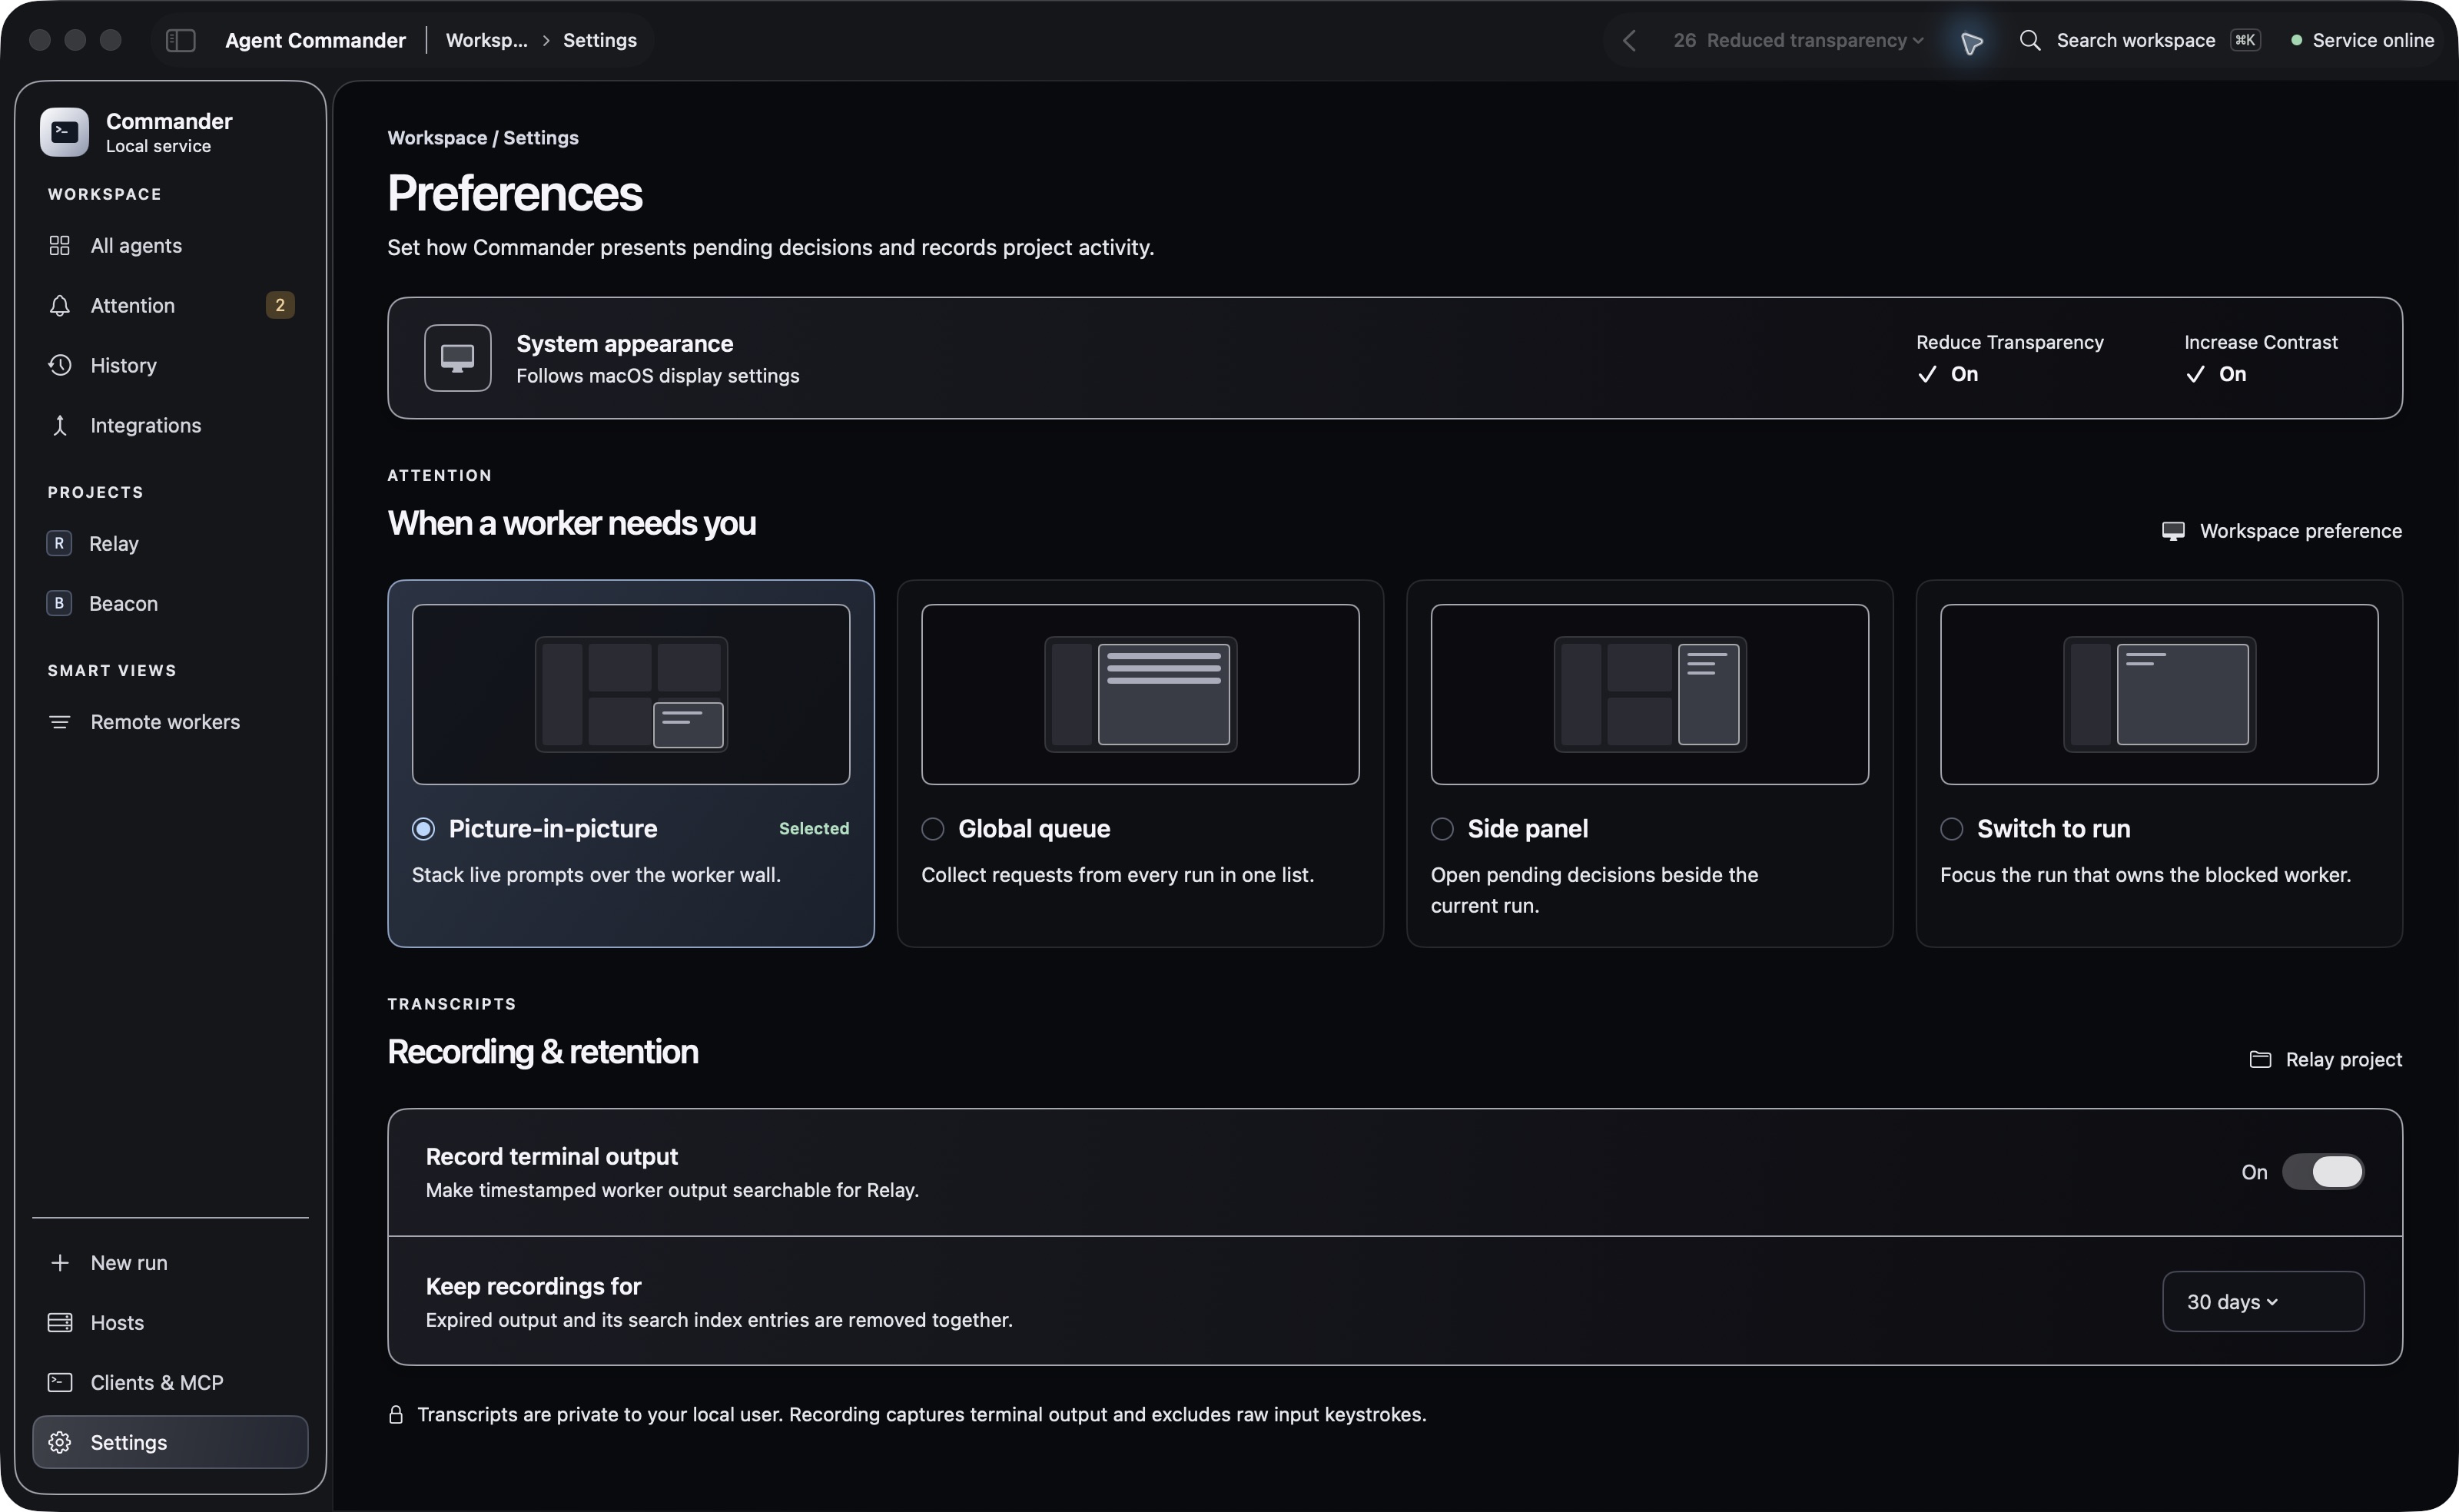 Agent Commander
Worksp... › Settings
26 Reduced transparency
Search workspace ⌘K
Service online
>-
Commander
Local service
WORKSPACE
All agents
Attention 2
History
Integrations
PROJECTS
R Relay
B Beacon
SMART VIEWS
Remote workers
New run
Hosts
Clients & MCP
Settings
Workspace / Settings
Preferences
Set how Commander presents pending decisions and records project activity.
System appearance
Follows macOS display settings
Reduce Transparency
On
Increase Contrast
On
ATTENTION
When a worker needs you
Workspace preference
Picture-in-picture Selected
Stack live prompts over the worker wall.
Global queue
Collect requests from every run in one list.
Side panel
Open pending decisions beside the
current run.
Switch to run
Focus the run that owns the blocked worker.
TRANSCRIPTS
Recording & retention
Relay project
Record terminal output
Make timestamped worker output searchable for Relay.
On
Keep recordings for
Expired output and its search index entries are removed together.
30 days
Transcripts are private to your local user. Recording captures terminal output and excludes raw input keystrokes.